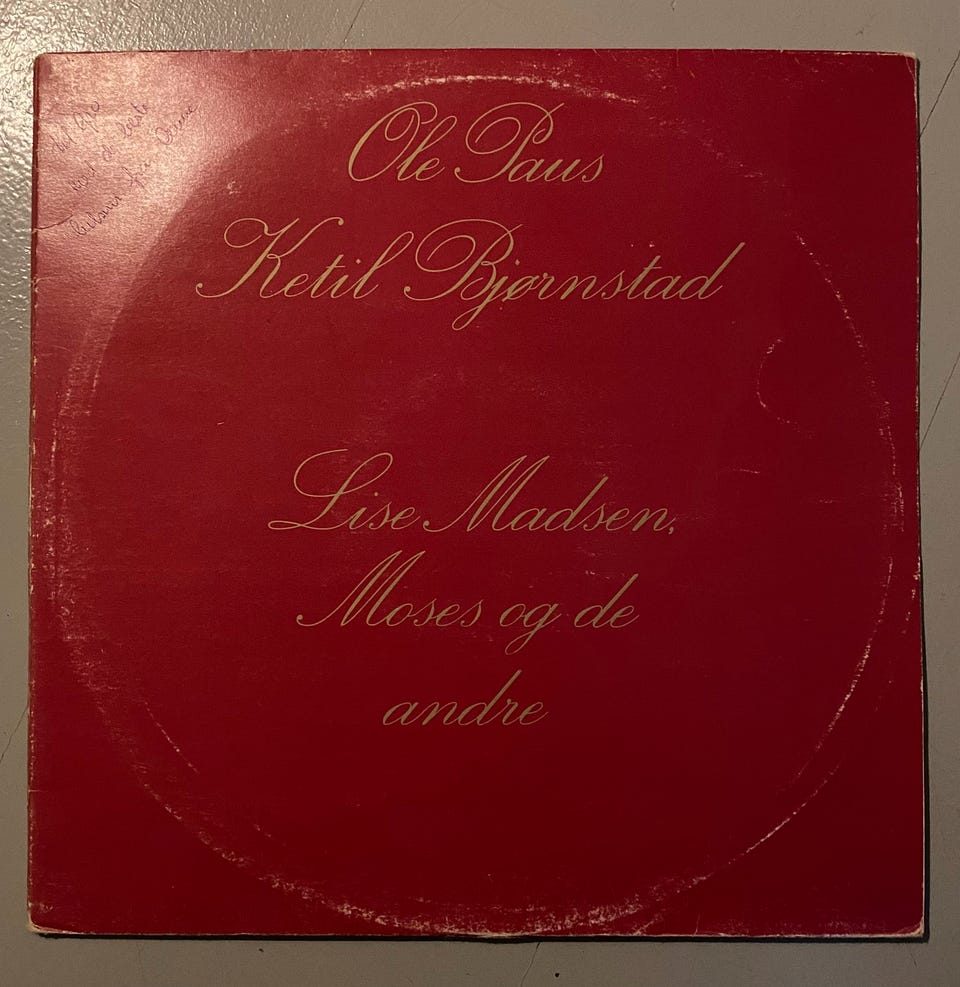 Ole Paus
Ketil Bjørnstad
Lise Madsen,
Moses og de
andre